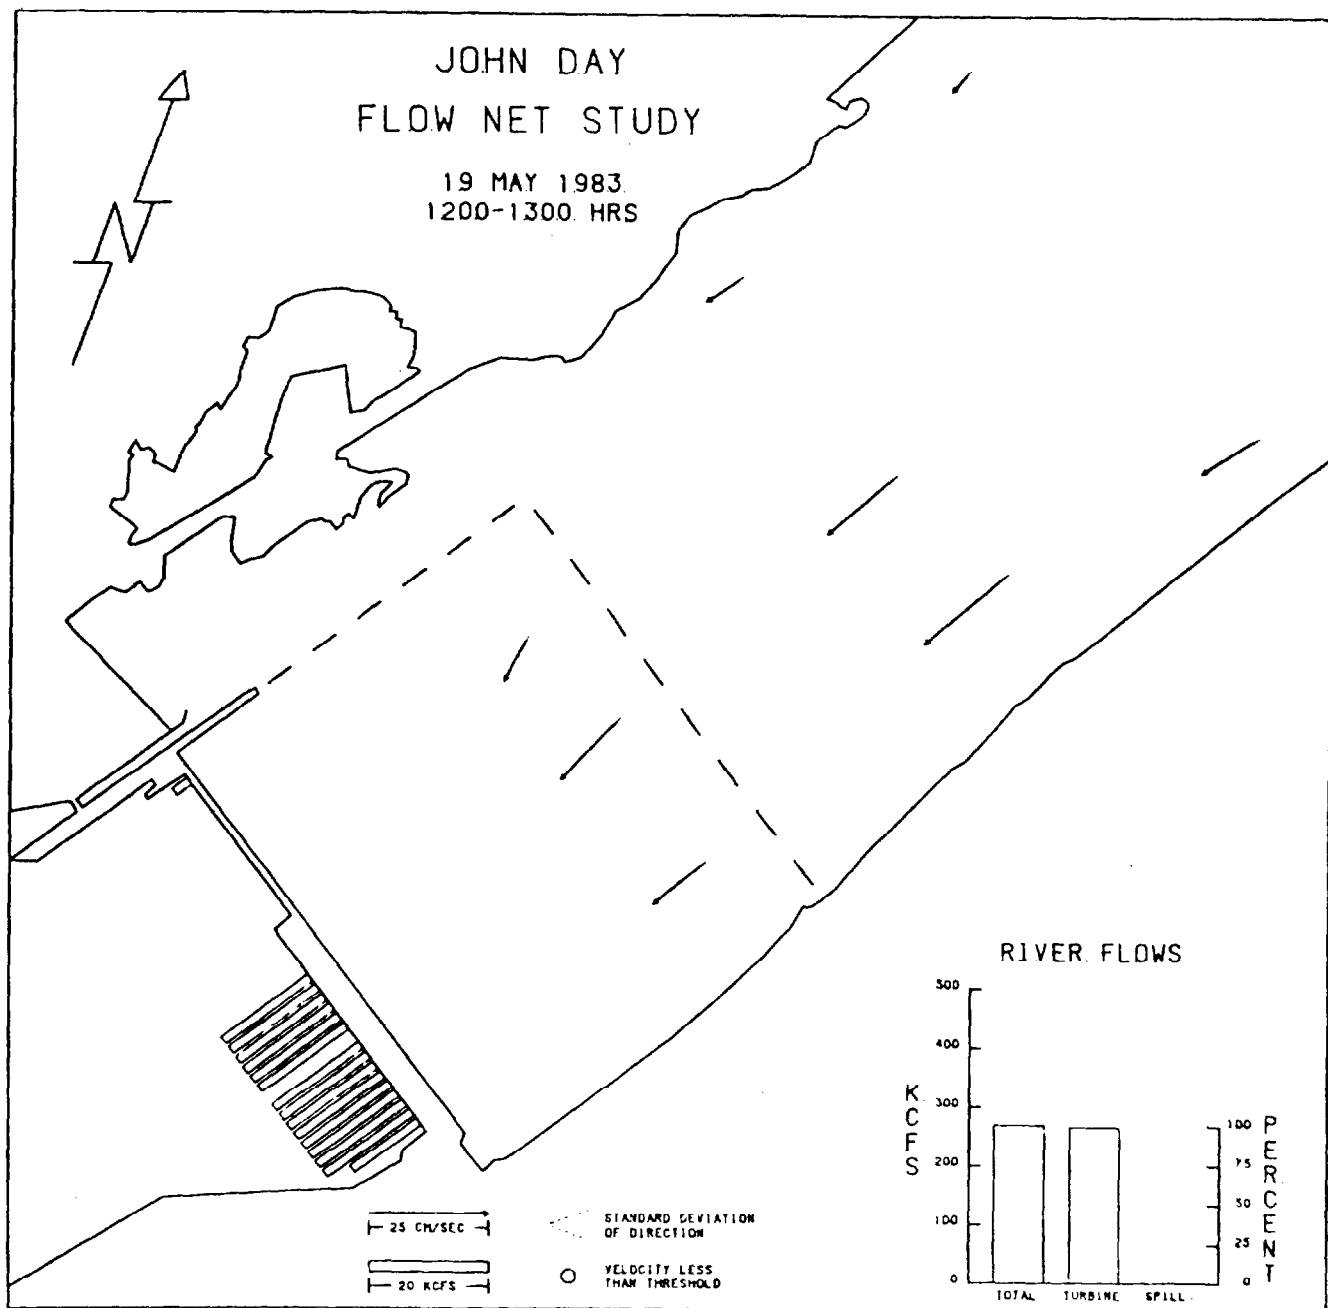 JOHN DAY
FLOW NET STUDY
19 MAY 1983
1200-1300 HRS
RIVER FLOWS
KCFS
500
400
300
200
100
0
PERCENT
100
75
50
25
0
TOTAL TURBINE SPILL
25 CM/SEC
20 KCFS
STANDARD DEVIATION
OF DIRECTION
VELOCITY LESS
THAN THRESHOLD